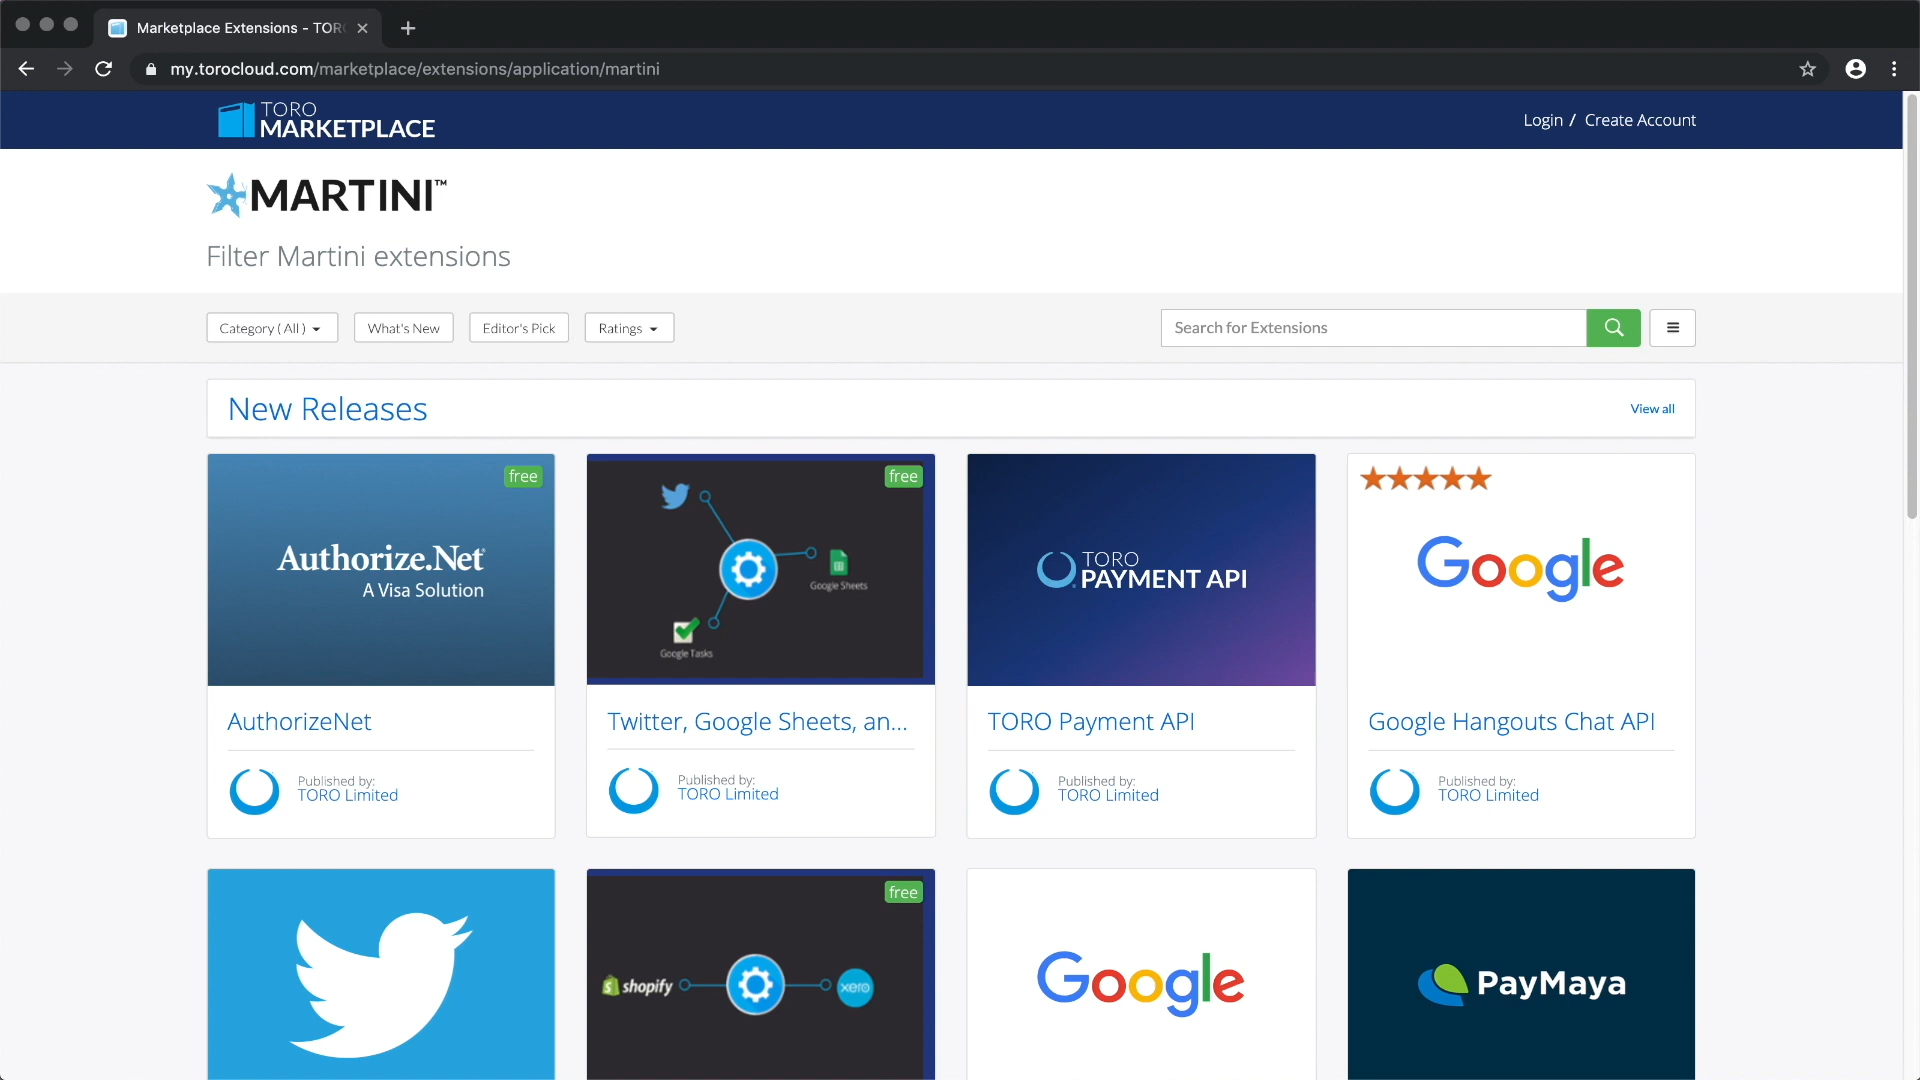 Marketplace Extensions - TOR
my.torocloud.com/marketplace/extensions/application/martini
TORO
MARKETPLACE
Login / Create Account
MARTINI™
Filter Martini extensions
Category ( All )
What's New
Editor's Pick
Ratings
Search for Extensions
New Releases
View all
free
Authorize.Net
A Visa Solution
AuthorizeNet
Published by:
TORO Limited
free
Google Sheets
Google Tasks
Twitter, Google Sheets, an...
Published by:
TORO Limited
TORO
PAYMENT API
TORO Payment API
Published by:
TORO Limited
Google
Google Hangouts Chat API
Published by:
TORO Limited
free
shopify
xero
Google
PayMaya